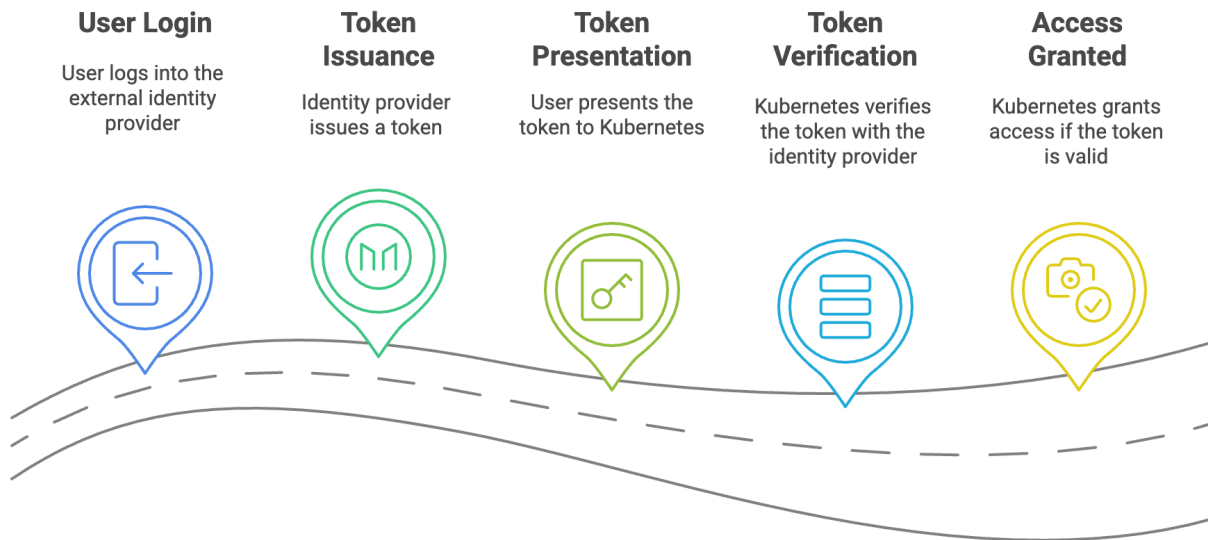 User Login
User logs into the
external identity
provider
Token
Issuance
Identity provider
issues a token
Token
Presentation
User presents the
token to Kubernetes
Token
Verification
Kubernetes verifies
the token with the
identity provider
Access
Granted
Kubernetes grants
access if the token
is valid